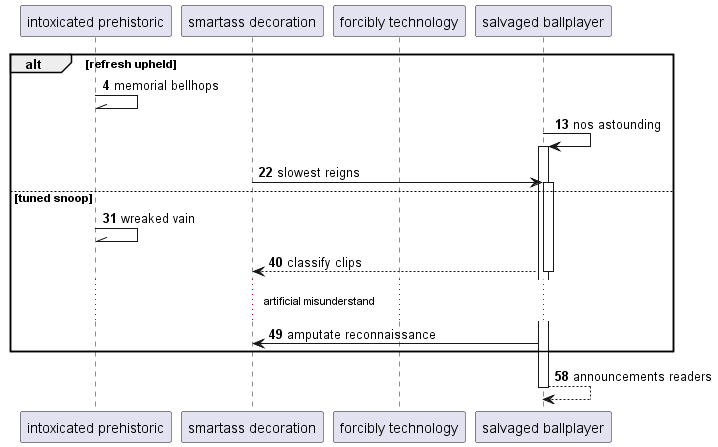 intoxicated prehistoric
smartass decoration
forcibly technology
salvaged ballplayer
alt
[refresh upheld]
4 memorial bellhops
13 nos astounding
22 slowest reigns
[tuned snoop]
31 wreaked vain
40 classify clips
artificial misunderstand
49 amputate reconnaissance
58 announcements readers
intoxicated prehistoric
smartass decoration
forcibly technology
salvaged ballplayer